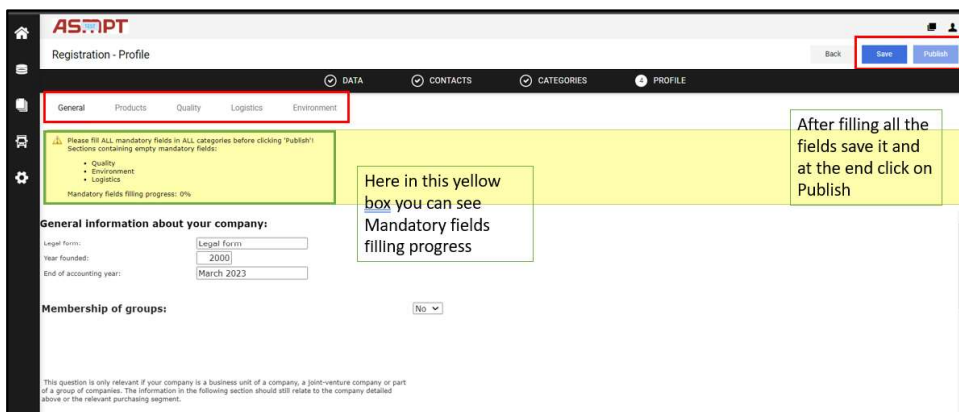 ASMPT
Registration - Profile
Back Save Publish
DATA CONTACTS CATEGORIES 4 PROFILE
General Products Quality Logistics Environment
Please fill ALL mandatory fields in ALL categories before clicking 'Publish'!
Sections containing empty mandatory fields:
• Quality
• Environment
• Logistics
Mandatory fields filling progress: 0%
Here in this yellow
box you can see
Mandatory fields
filling progress
After filling all the
fields save it and
at the end click on
Publish
General information about your company:
Legal form: Legal form
Year founded: 2000
End of accounting year: March 2023
Membership of groups: No
This question is only relevant if your company is a business unit of a company, a joint-venture company or part
of a group of companies. The information in the following section should still relate to the company detailed
above or the relevant purchasing segment.